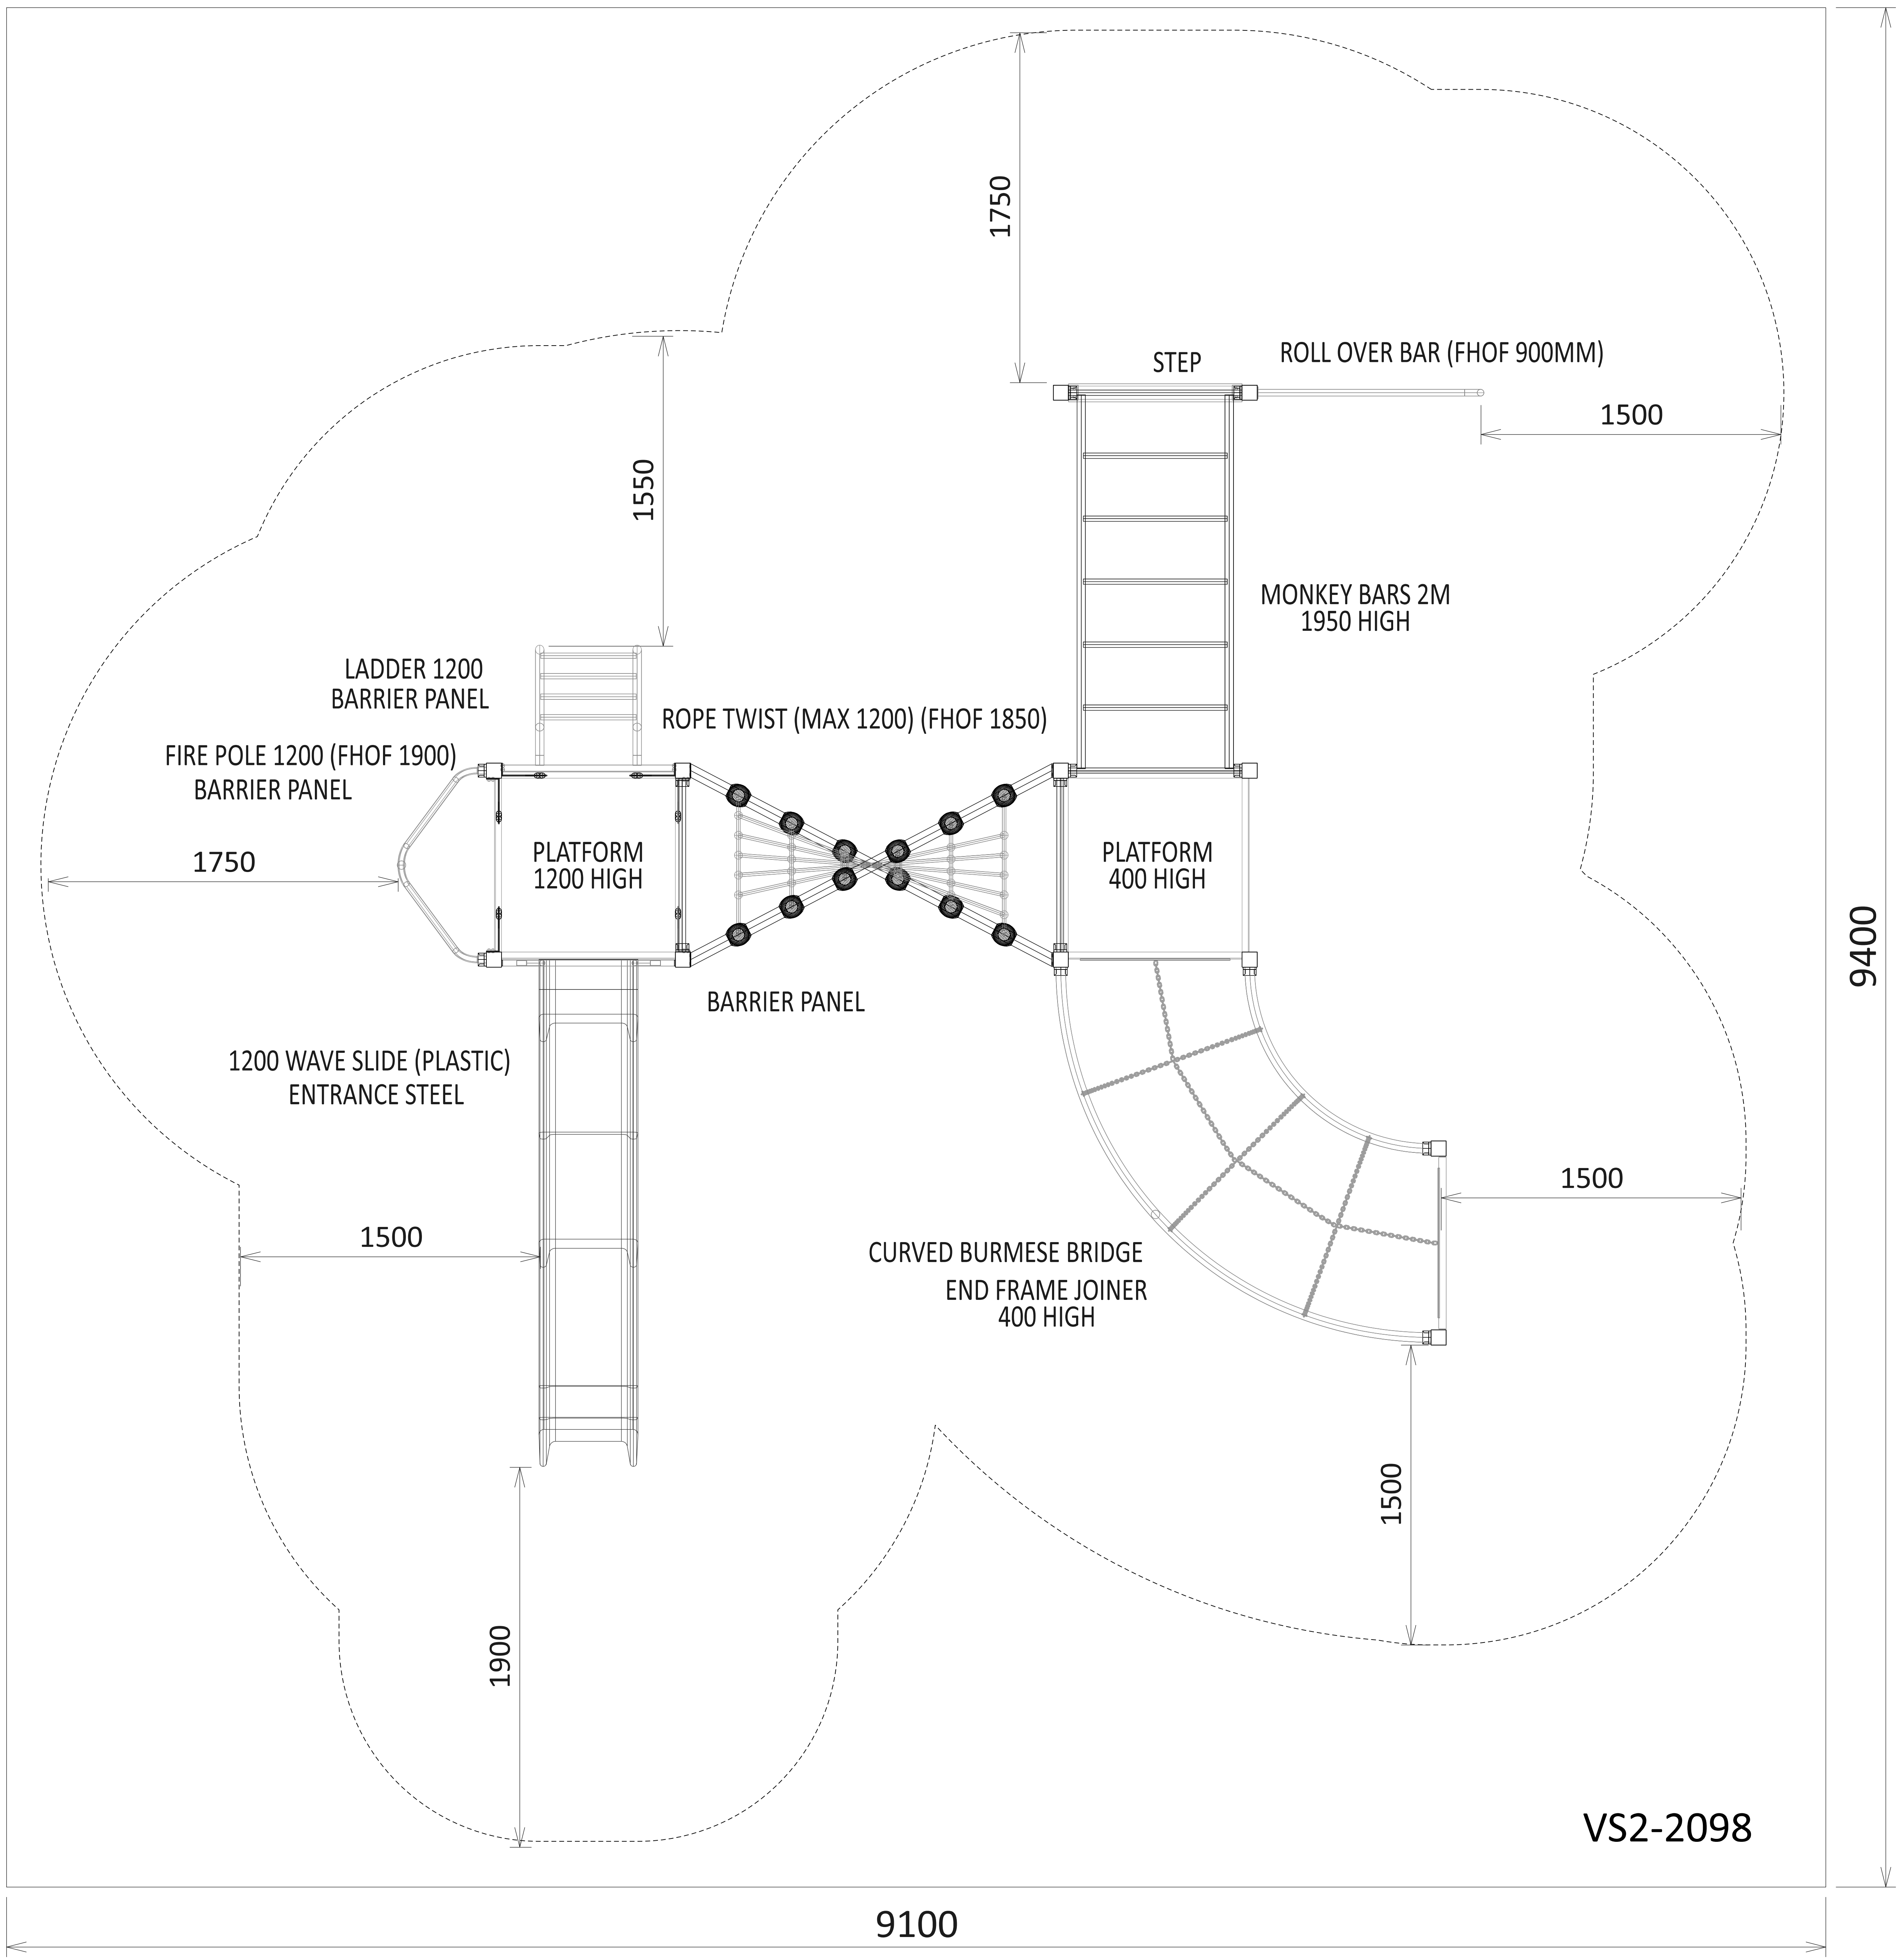 1750
STEP
ROLL OVER BAR (FHOF 900MM)
1500
1550
MONKEY BARS 2M
1950 HIGH
LADDER 1200
BARRIER PANEL
ROPE TWIST (MAX 1200) (FHOF 1850)
FIRE POLE 1200 (FHOF 1900)
BARRIER PANEL
1750
PLATFORM
1200 HIGH
PLATFORM
400 HIGH
9400
BARRIER PANEL
1200 WAVE SLIDE (PLASTIC)
ENTRANCE STEEL
1500
1500
CURVED BURMESE BRIDGE
END FRAME JOINER
400 HIGH
1500
1900
VS2-2098
9100